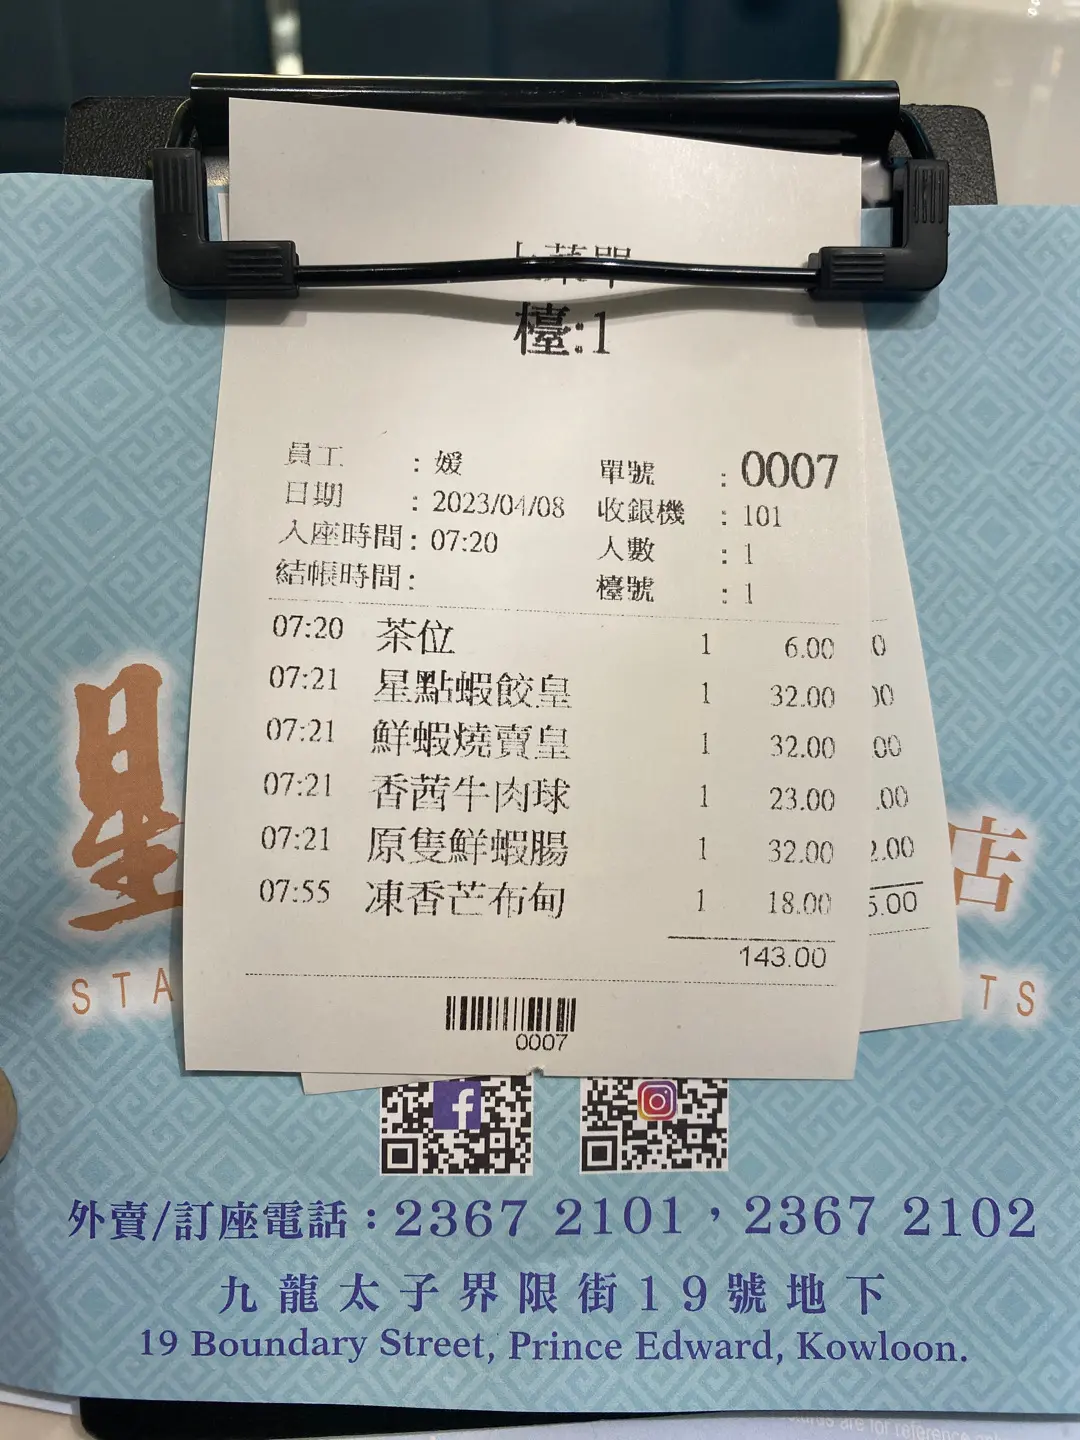 檯:1
員工 : 媛
單號 : 0007
日期 : 2023/04/08
收銀機 : 101
入座時間: 07:20
人數 : 1
結帳時間:
檯號 : 1
07:20 茶位 1 6.00
07:21 星點蝦餃皇 1 32.00
07:21 鮮蝦燒賣皇 1 32.00
07:21 香茜牛肉球 1 23.00
07:21 原隻鮮蝦腸 1 32.00
07:55 凍香芒布甸 1 18.00
143.00
0007
星
店
外賣/訂座電話:2367 2101,2367 2102
九龍太子界限街19號地下
19 Boundary Street, Prince Edward, Kowloon.